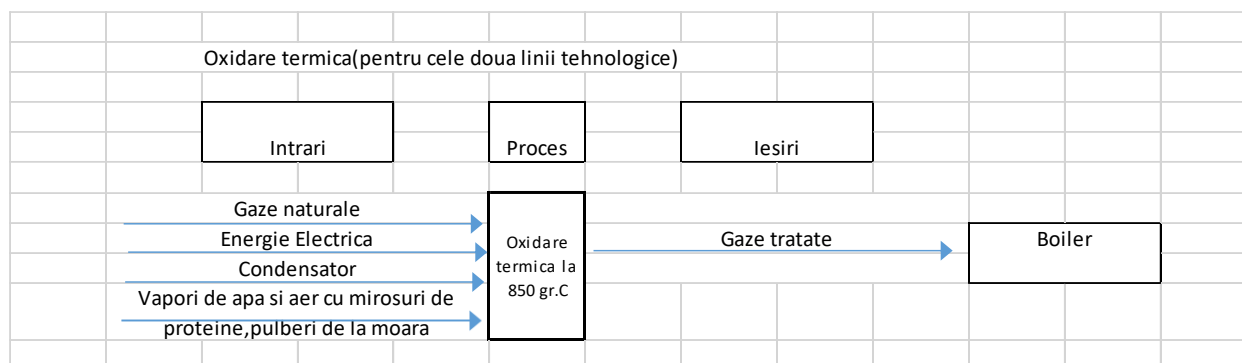 Oxidare termica(pentru cele doua linii tehnologice)
Intrari
Proces
Iesiri
Gaze naturale
Energie Electrica
Condensator
Vapori de apa si aer cu mirosuri de
proteine,pulberi de la moara
Oxidare
termica la
850 gr.C
Gaze tratate
Boiler